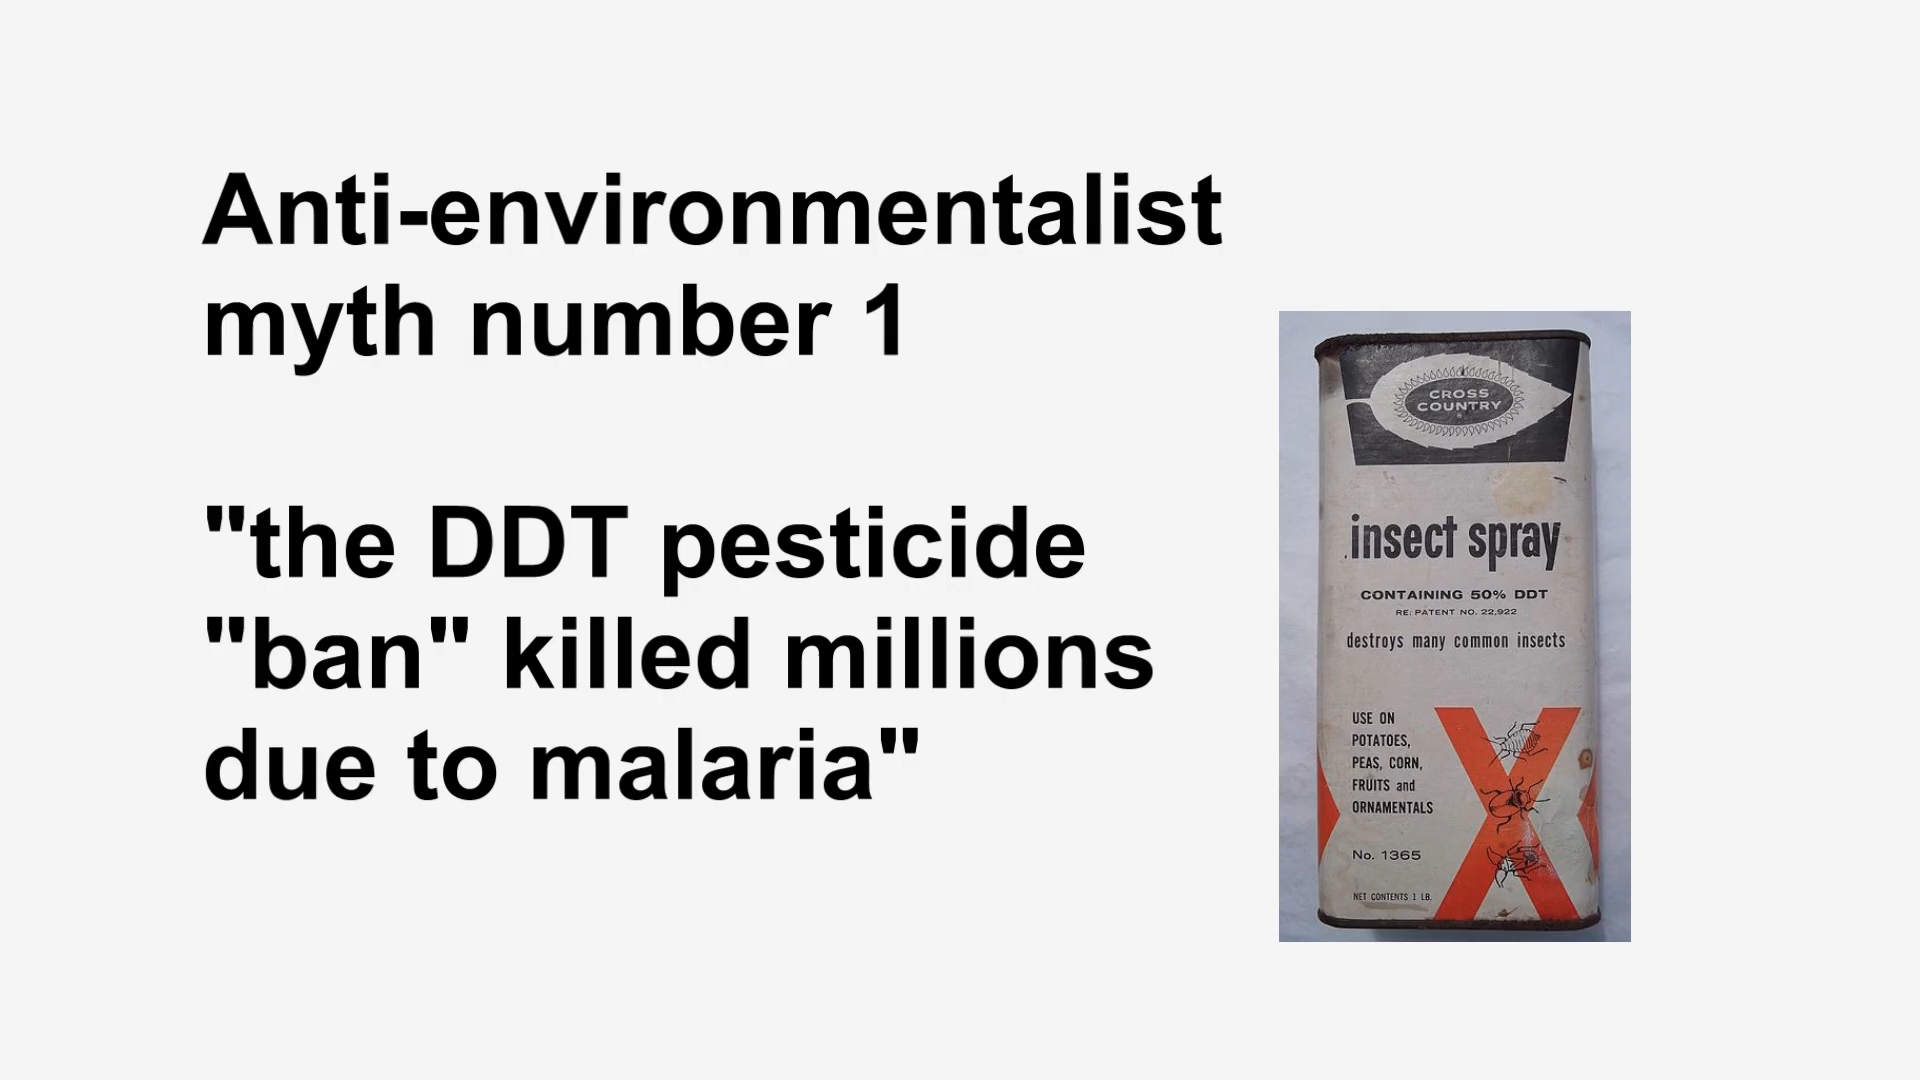 Anti-environmentalist
myth number 1
"the DDT pesticide
"ban" killed millions
due to malaria"
CROSS
COUNTRY
insect spray
CONTAINING 50% DDT
RE: PATENT NO. 22,922
destroys many common insects
USE ON
POTATOES,
PEAS, CORN,
FRUITS and
ORNAMENTALS
No. 1365
NET CONTENTS 1 LB.